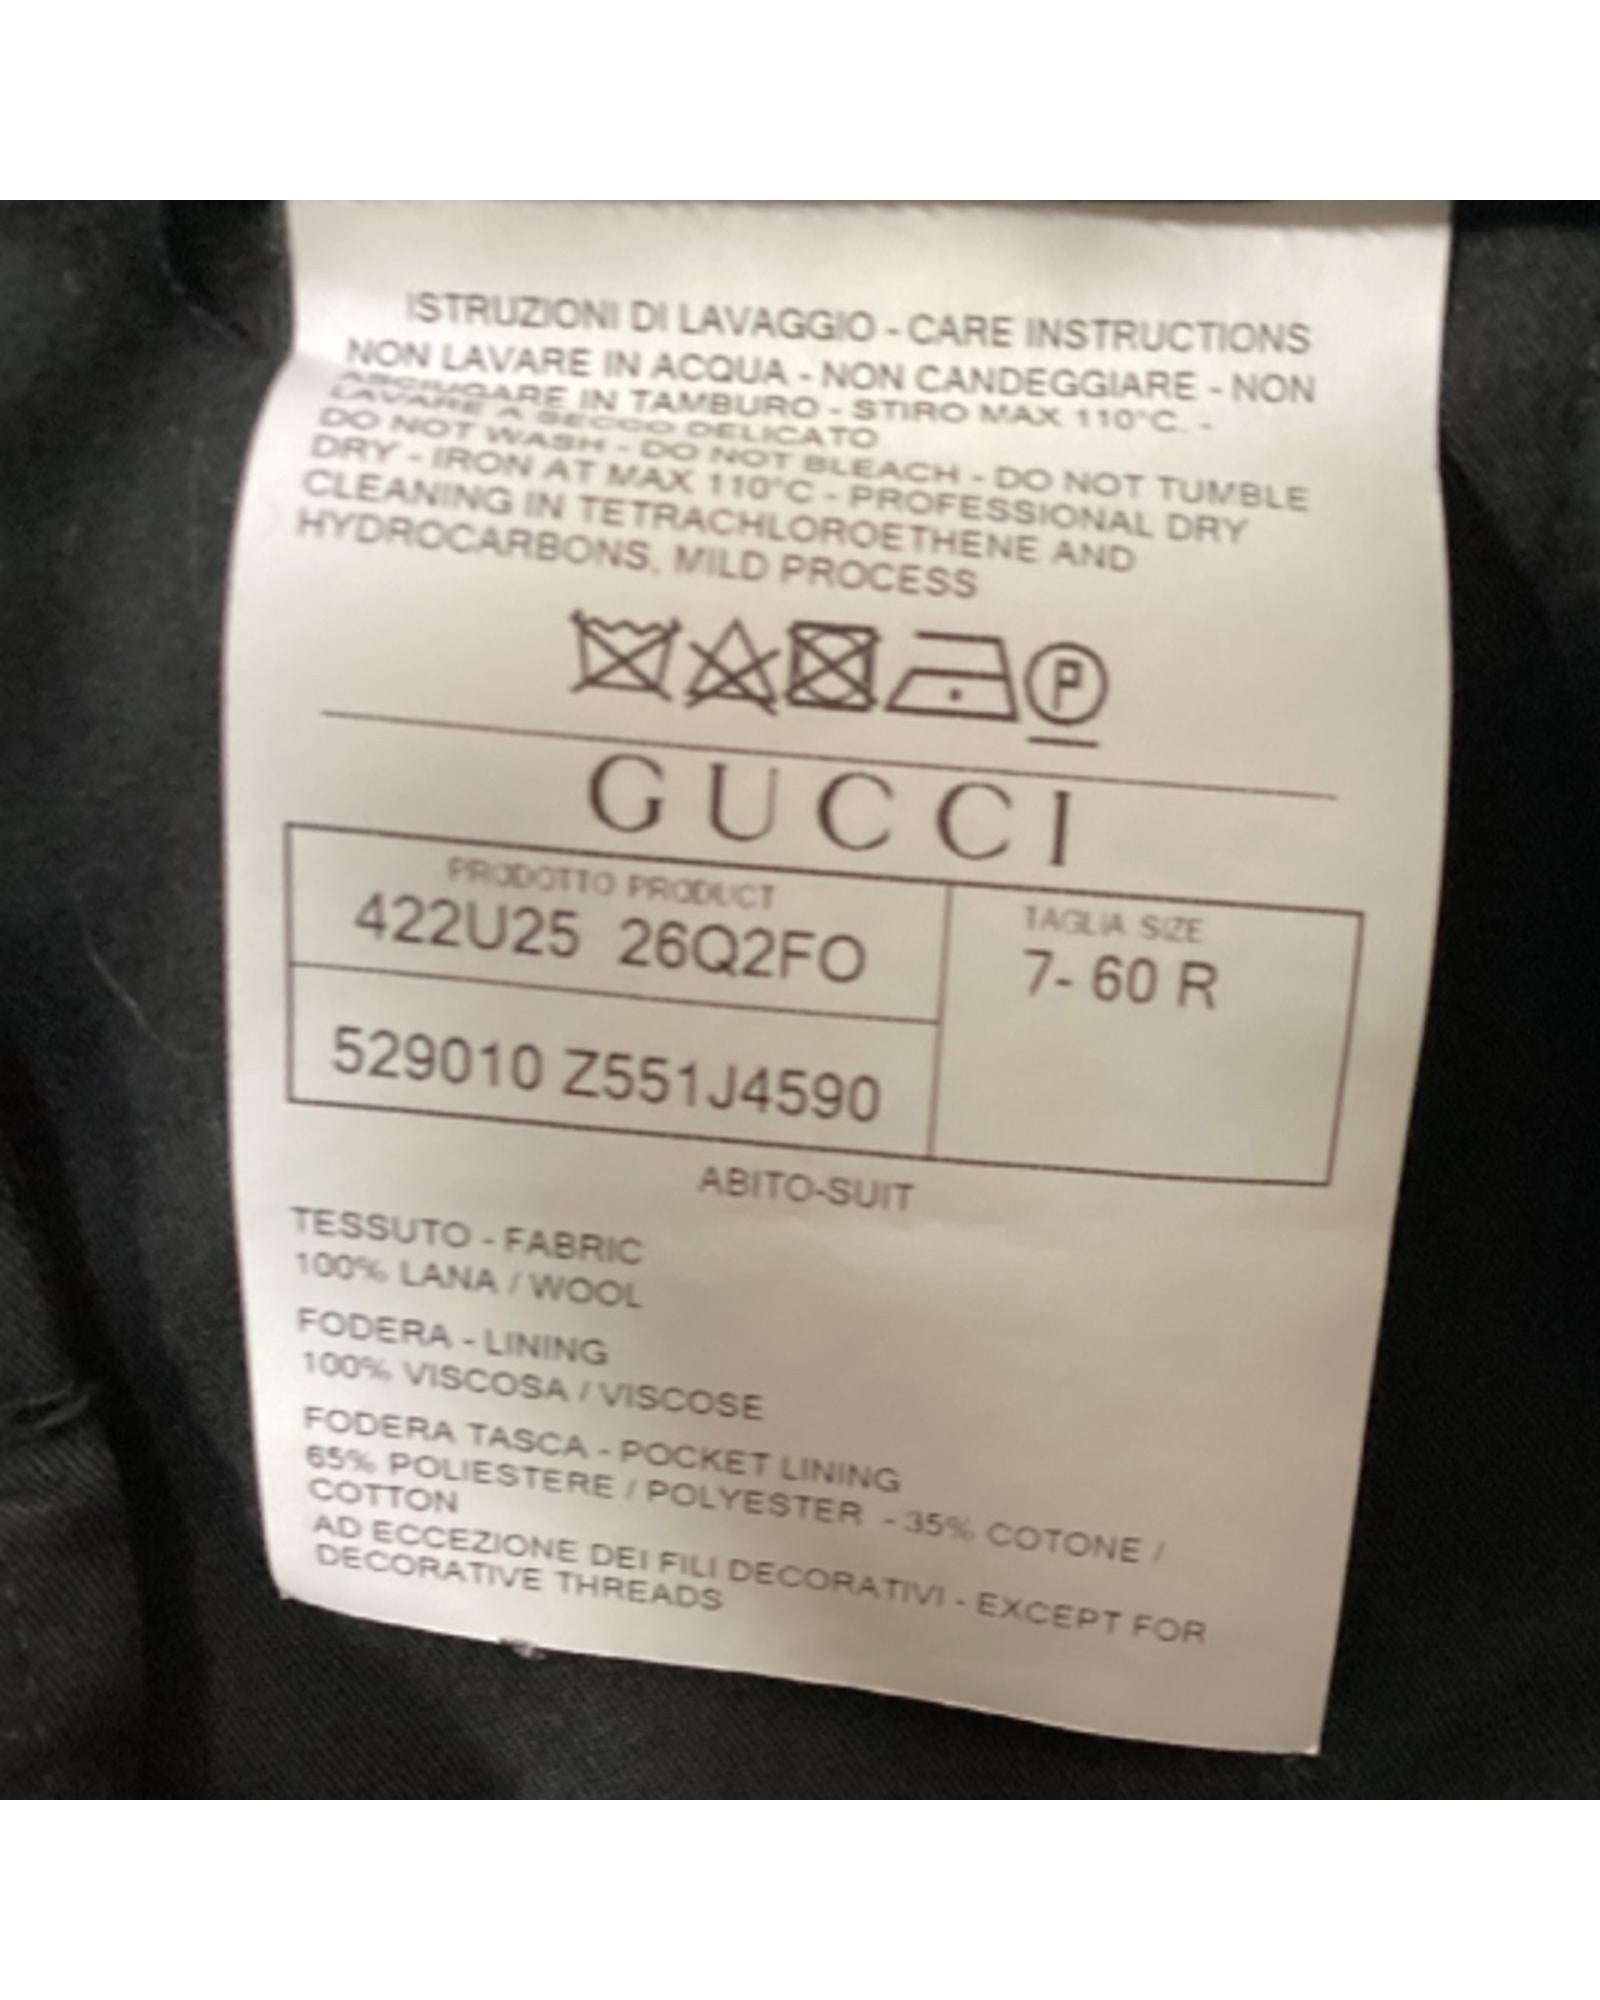 ISTRUZIONI DI LAVAGGIO - CARE INSTRUCTIONS
NON LAVARE IN ACQUA - NON CANDEGGIARE - NON
ASCIUGARE IN TAMBURO - STIRO MAX 110°C. -
LAVARE A SECCO DELICATO
DO NOT WASH - DO NOT BLEACH - DO NOT TUMBLE
DRY - IRON AT MAX 110°C - PROFESSIONAL DRY
CLEANING IN TETRACHLOROETHENE AND
HYDROCARBONS, MILD PROCESS
P
GUCCI
PRODOTTO PRODUCT
422U25 26Q2FO
529010 Z551J4590
TAGLIA SIZE
7- 60 R
ABITO-SUIT
TESSUTO - FABRIC
100% LANA / WOOL
FODERA - LINING
100% VISCOSA / VISCOSE
FODERA TASCA - POCKET LINING
65% POLIESTERE / POLYESTER - 35% COTONE /
COTTON
AD ECCEZIONE DEI FILI DECORATIVI - EXCEPT FOR
DECORATIVE THREADS